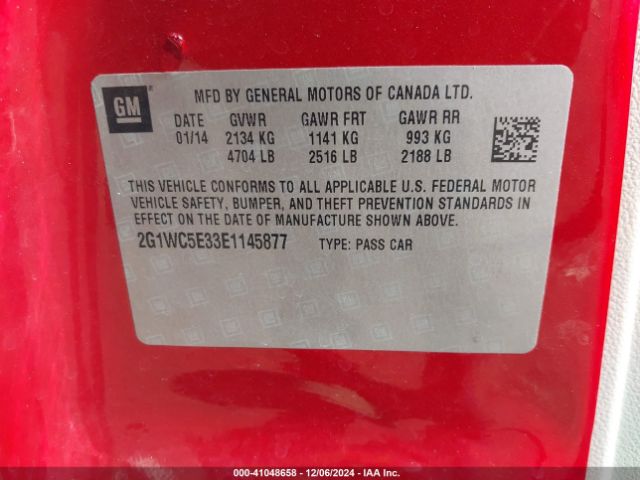 GM
MFD BY GENERAL MOTORS OF CANADA LTD.
DATE GVWR GAWR FRT GAWR RR
01/14 2134 KG 1141 KG 993 KG
4704 LB 2516 LB 2188 LB
THIS VEHICLE CONFORMS TO ALL APPLICABLE U.S. FEDERAL MOTOR
VEHICLE SAFETY, BUMPER, AND THEFT PREVENTION STANDARDS IN
EFFECT ON THE DATE OF MANUFACTURE SHOWN ABOVE.
2G1WC5E33E1145877 TYPE: PASS CAR
000-41048658 - 12/06/2024 - IAA Inc.